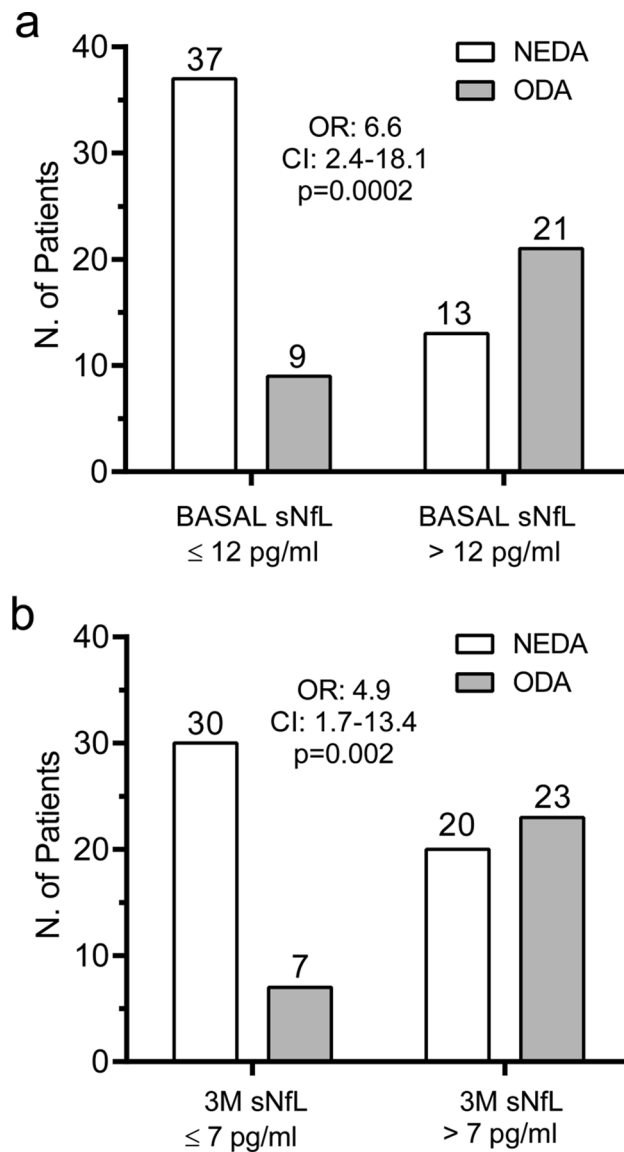 a
N. of Patients
40
30
20
10
0
37
9
13
21
NEDA
ODA
OR: 6.6
CI: 2.4-18.1
p=0.0002
BASAL sNfL
≤ 12 pg/ml
BASAL sNfL
> 12 pg/ml
b
N. of Patients
40
30
20
10
0
30
7
20
23
NEDA
ODA
OR: 4.9
CI: 1.7-13.4
p=0.002
3M sNfL
≤ 7 pg/ml
3M sNfL
> 7 pg/ml